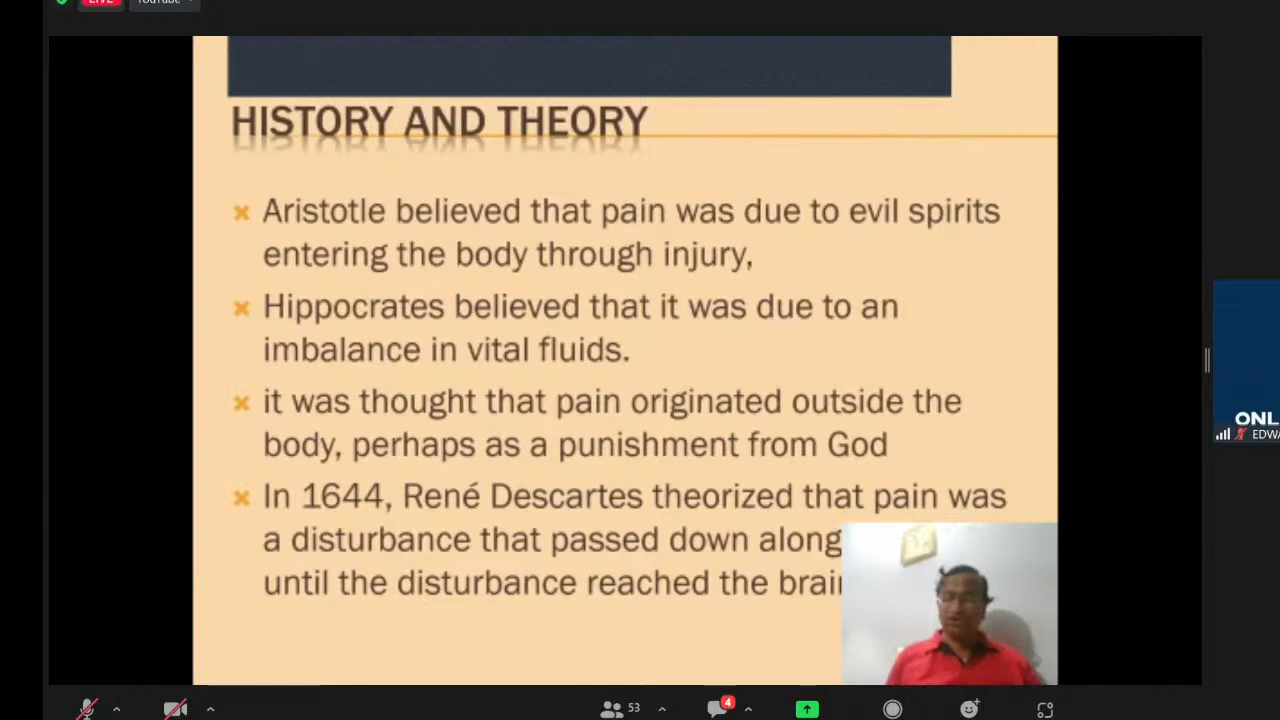 LIVE
YouTube
HISTORY AND THEORY
Aristotle believed that pain was due to evil spirits
entering the body through injury,
Hippocrates believed that it was due to an
imbalance in vital fluids.
it was thought that pain originated outside the
body, perhaps as a punishment from God
In 1644, René Descartes theorized that pain was
a disturbance that passed down along
until the disturbance reached the brain
ONL
EDWA
53
4